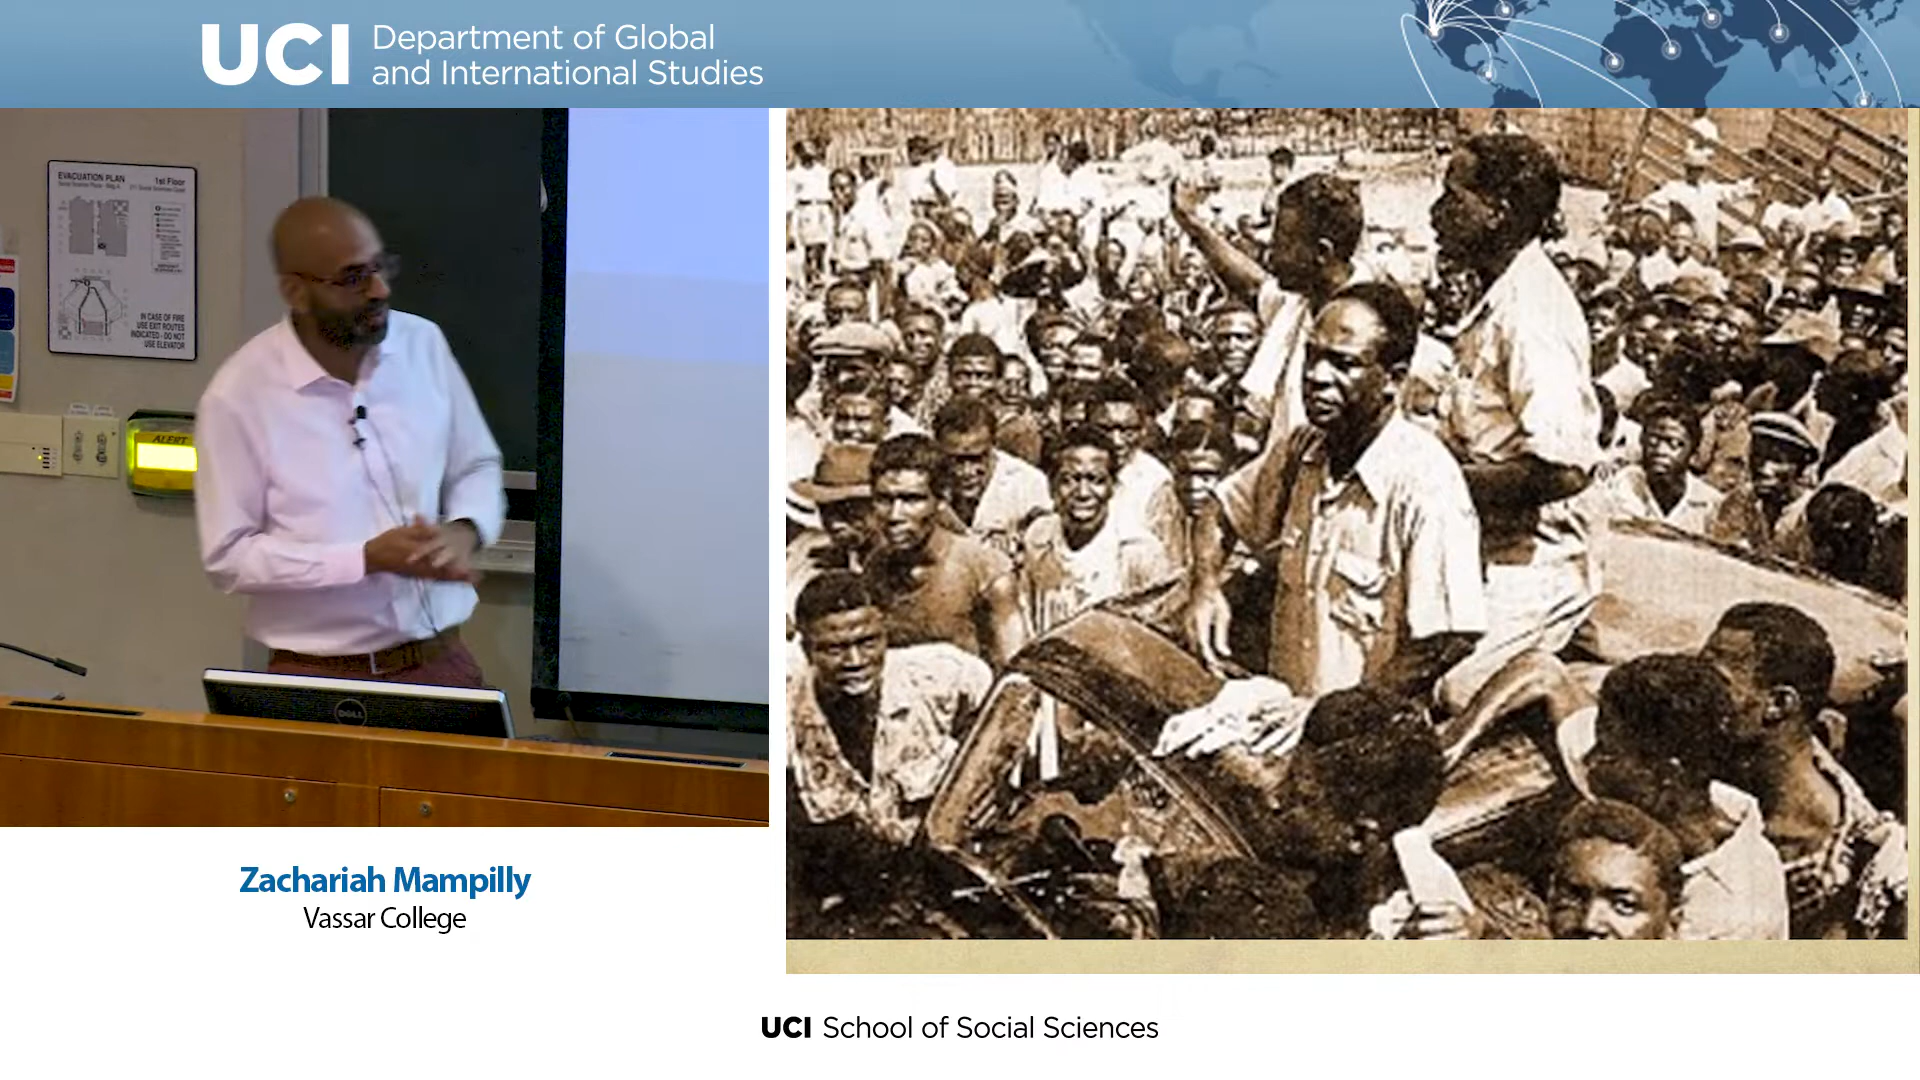 UCI Department of Global
and International Studies
EVACUATION PLAN
1st Floor
IN CASE OF FIRE
USE EXIT ROUTES
INDICATED - DO NOT
USE ELEVATOR
ALERT
DELL
Zachariah Mampilly
Vassar College
UCI School of Social Sciences